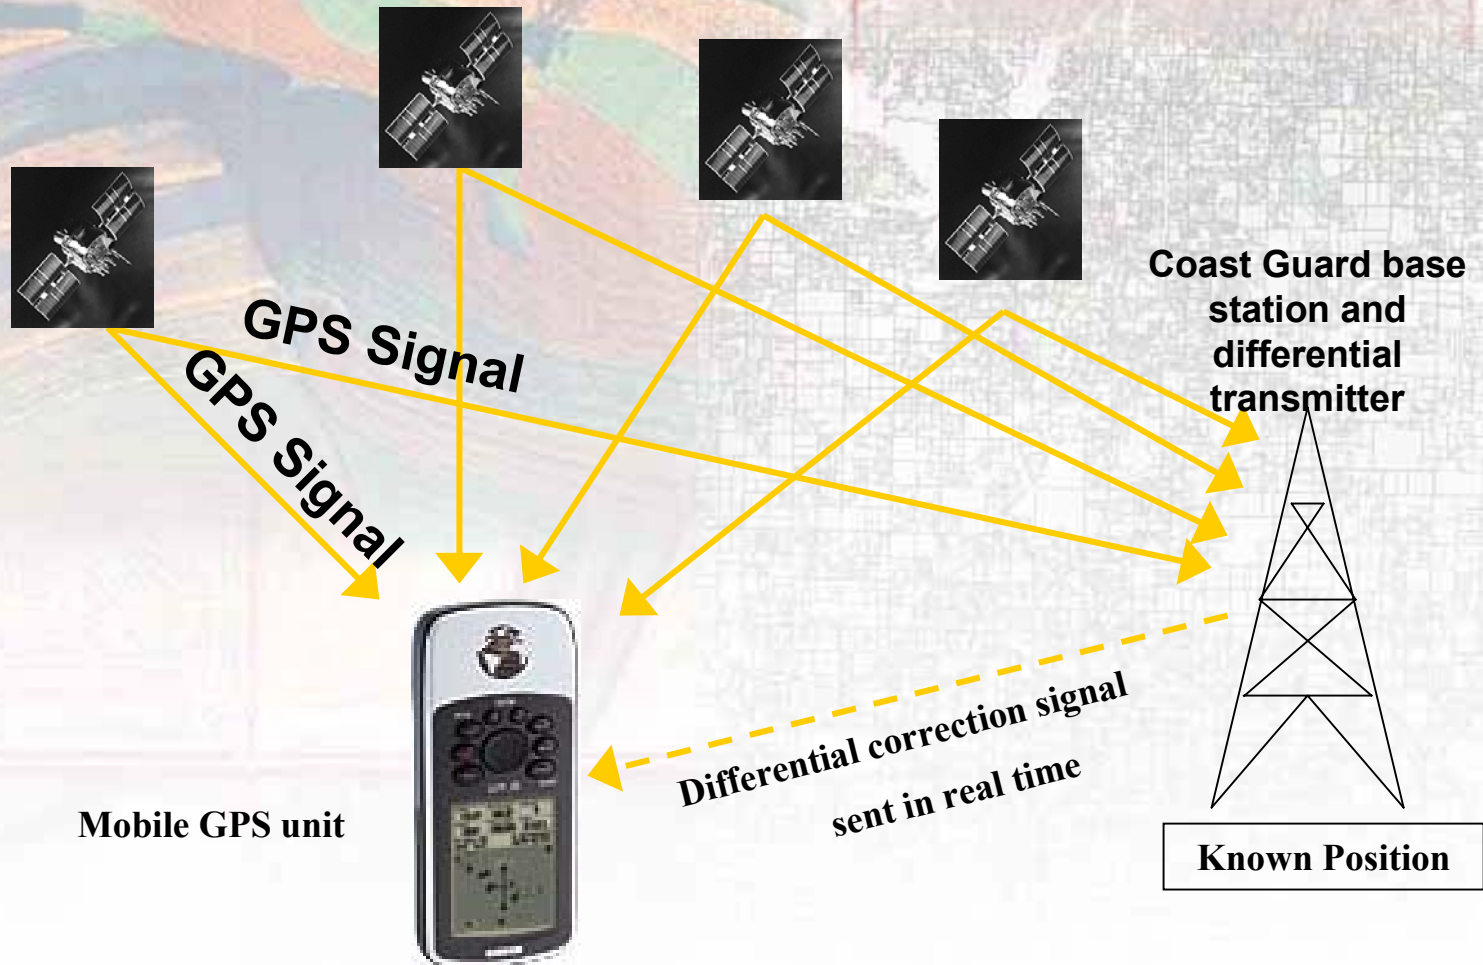 Coast Guard base
station and
differential
transmitter
GPS Signal
GPS Signal
Differential correction signal
sent in real time
Mobile GPS unit
Known Position